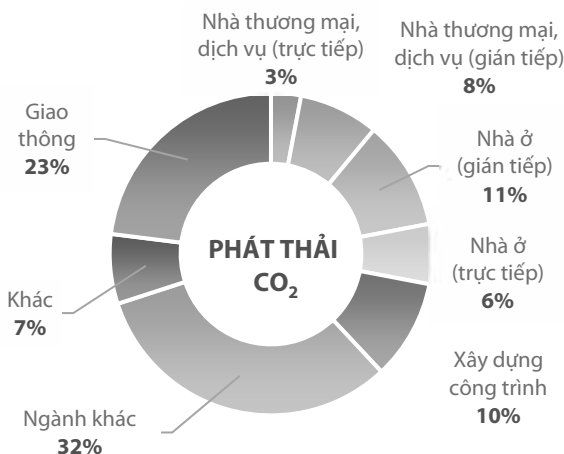 Nhà thương mại,
dịch vụ (trực tiếp)
3%
Nhà thương mại,
dịch vụ (gián tiếp)
8%
Nhà ở
(gián tiếp)
11%
Nhà ở
(trực tiếp)
6%
Xây dựng
công trình
10%
Ngành khác
32%
Khác
7%
Giao
thông
23%
PHÁT THẢI
CO₂